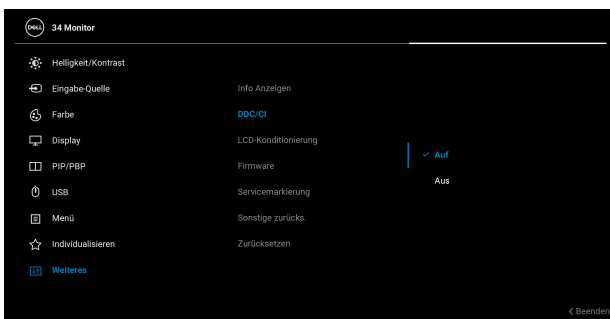 DELL 34 Monitor
Helligkeit/Kontrast
Eingabe-Quelle Info Anzeigen
Farbe DDC/CI
Display LCD-Konditionierung
PIP/PBP Firmware Auf
USB Servicemarkierung Aus
Menü Sonstige zurücks.
Individualisieren Zurücksetzen
Weiteres
Beenden